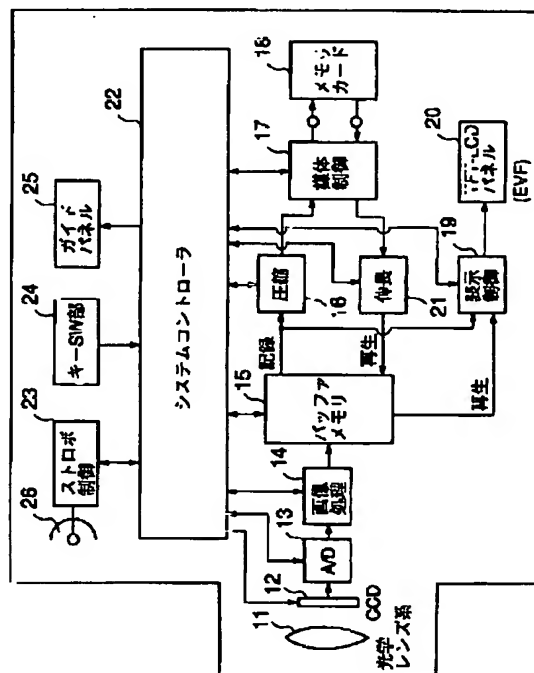 26
23
ストロボ
制御
24
キーSW部
25
ガイド
パネル
22
システムコントローラ
11
光学
レンズ系
12
CCD
13
A/D
14
画像
処理
15
バッファ
メモリ
記録
再生
再生
16
圧縮
21
伸長
17
媒体
制御
18
メモリ
カード
19
表示
制御
20
TFT-LCD
パネル
(EVF)